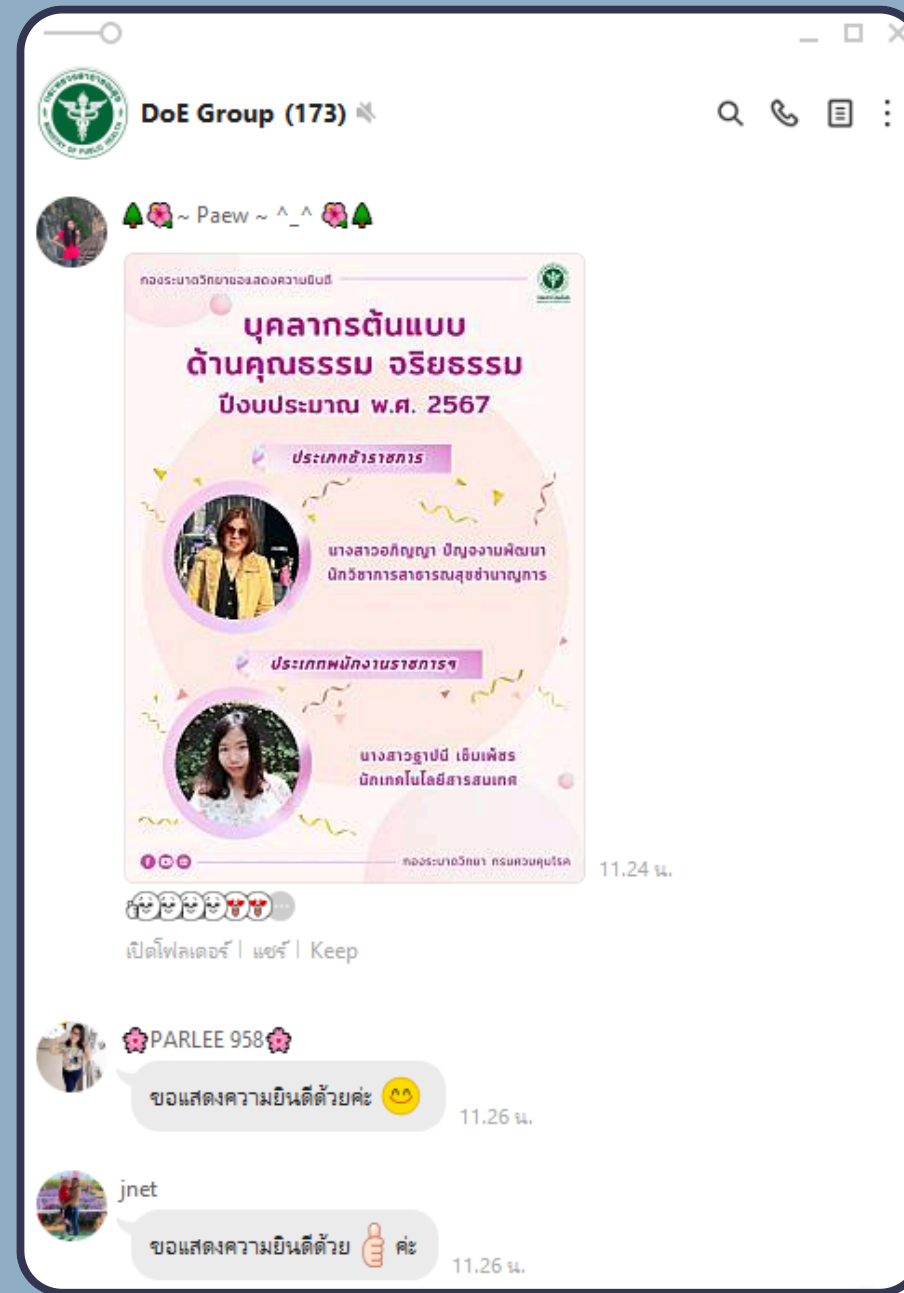 DoE Group (173)
~ Paew ~ ^_^
กองระบาดวิทยาขอแสดงความยินดี
บุคลากรต้นแบบ
ด้านคุณธรรม จริยธรรม
ปีงบประมาณ พ.ศ. 2567
ประเภทข้าราชการ
นางสาวอภิญญา ปัญจงานพัฒนา
นักวิชาการสาธารณสุขชำนาญการ
ประเภทพนักงานราชการฯ
นางสาวฐาปนี เชิบเพ็ชร
นักเทคโนโลยีสารสนเทศ
กองระบาดวิทยา กรมควบคุมโรค
11.24 น.
เปิดโฟลเดอร์ | แชร์ | Keep
PARLEE 958
ขอแสดงความยินดีด้วยค่ะ
11.26 น.
jnet
ขอแสดงความยินดีด้วย ค่ะ
11.26 น.